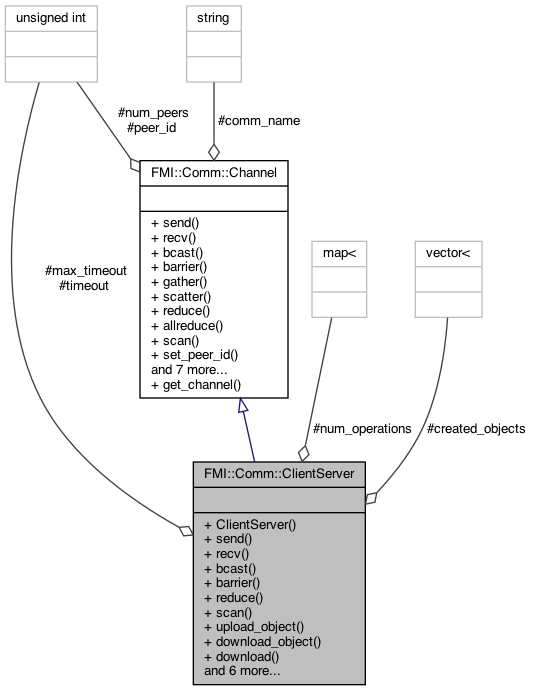 unsigned int
string
#num_peers
#peer_id
#comm_name
FMI::Comm::Channel
+ send()
+ recv()
+ bcast()
+ barrier()
+ gather()
+ scatter()
+ reduce()
+ allreduce()
+ scan()
+ set_peer_id()
and 7 more...
+ get_channel()
map<
vector<
#max_timeout
#timeout
#num_operations
#created_objects
FMI::Comm::ClientServer
+ ClientServer()
+ send()
+ recv()
+ bcast()
+ barrier()
+ reduce()
+ scan()
+ upload_object()
+ download_object()
+ download()
and 6 more...